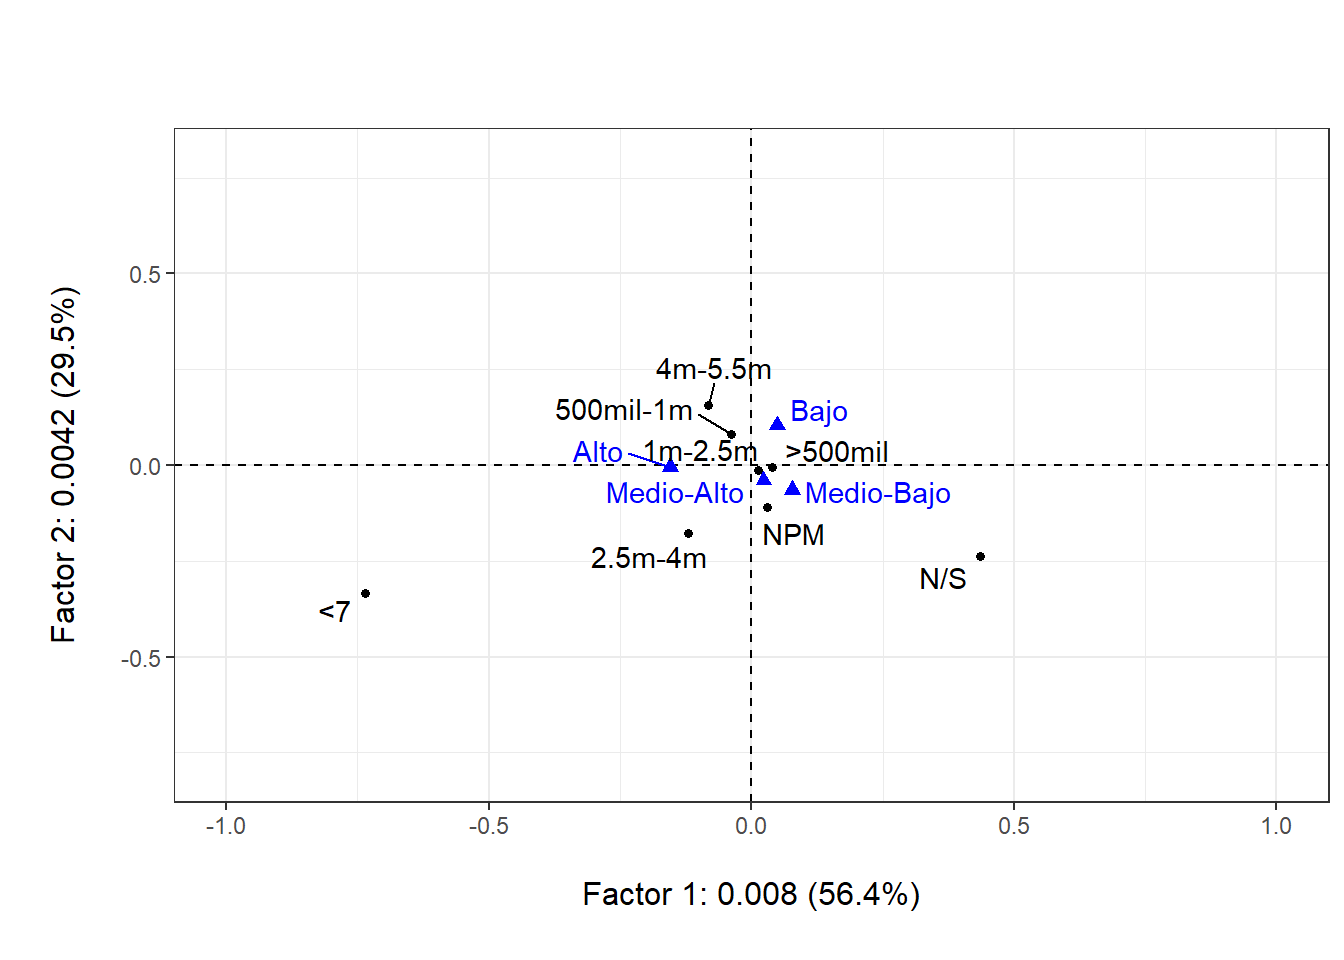 4m-5.5m
500mil-1m
Bajo
Alto
1m-2.5m
>500mil
Medio-Alto
Medio-Bajo
NPM
2.5m-4m
N/S
<7
0.5
0.0
-0.5
-1.0
-0.5
0.0
0.5
1.0
Factor 1: 0.008 (56.4%)
Factor 2: 0.0042 (29.5%)